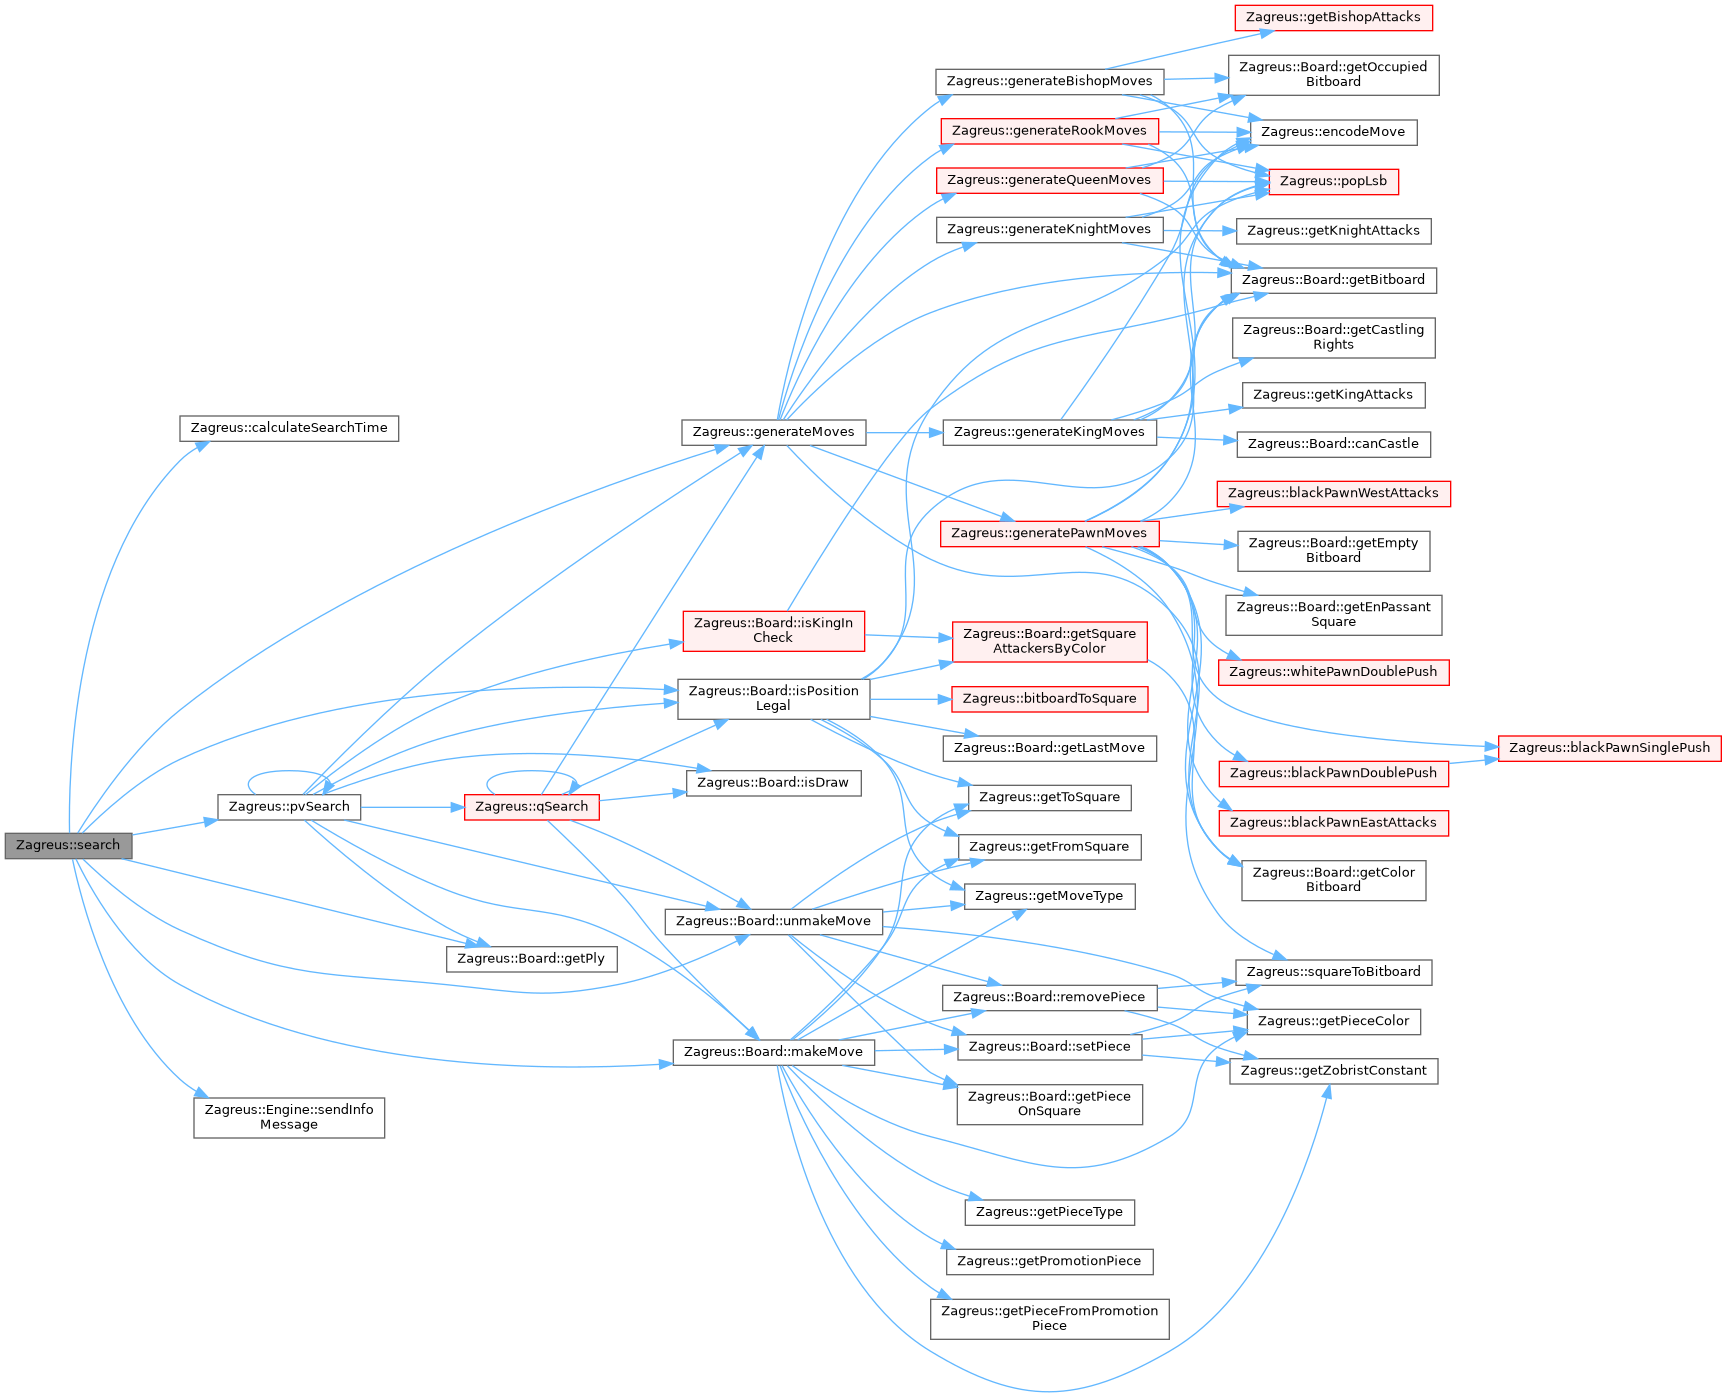 Zagreus::search
Zagreus::calculateSearchTime
Zagreus::pvSearch
Zagreus::Board::getPly
Zagreus::Engine::sendInfo
Message
Zagreus::qSearch
Zagreus::generateMoves
Zagreus::Board::isKingIn
Check
Zagreus::Board::isPosition
Legal
Zagreus::Board::isDraw
Zagreus::Board::unmakeMove
Zagreus::Board::makeMove
Zagreus::generateBishopMoves
Zagreus::generateRookMoves
Zagreus::generateQueenMoves
Zagreus::generateKnightMoves
Zagreus::generateKingMoves
Zagreus::generatePawnMoves
Zagreus::Board::getSquare
AttackersByColor
Zagreus::bitboardToSquare
Zagreus::Board::getLastMove
Zagreus::getToSquare
Zagreus::getFromSquare
Zagreus::getMoveType
Zagreus::Board::removePiece
Zagreus::Board::setPiece
Zagreus::Board::getPiece
OnSquare
Zagreus::getPieceType
Zagreus::getPromotionPiece
Zagreus::getPieceFromPromotion
Piece
Zagreus::getBishopAttacks
Zagreus::Board::getOccupied
Bitboard
Zagreus::encodeMove
Zagreus::popLsb
Zagreus::getKnightAttacks
Zagreus::Board::getBitboard
Zagreus::Board::getCastling
Rights
Zagreus::getKingAttacks
Zagreus::Board::canCastle
Zagreus::blackPawnWestAttacks
Zagreus::Board::getEmpty
Bitboard
Zagreus::Board::getEnPassant
Square
Zagreus::whitePawnDoublePush
Zagreus::blackPawnDoublePush
Zagreus::blackPawnEastAttacks
Zagreus::Board::getColor
Bitboard
Zagreus::squareToBitboard
Zagreus::getPieceColor
Zagreus::getZobristConstant
Zagreus::blackPawnSinglePush